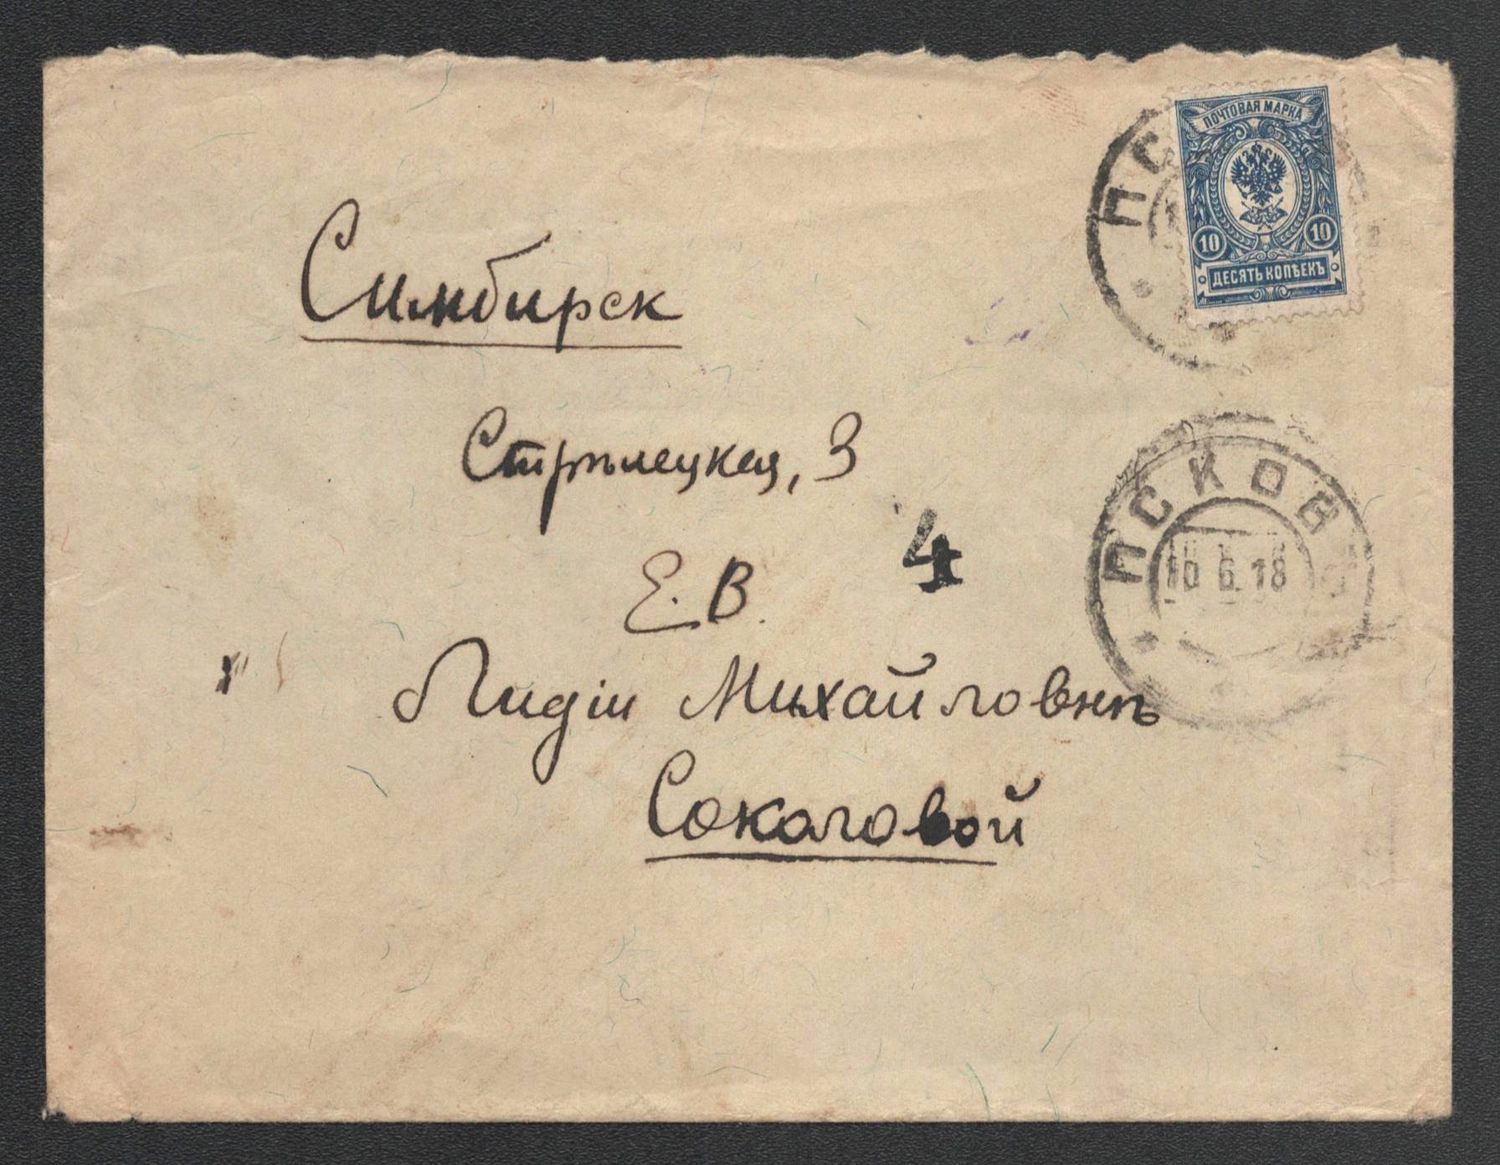 ПОЧТОВАЯ МАРКА
10 10
ДЕСЯТЬ КОПѢЕКЪ
ПСКОВ
10 6.18
Симбирск
Стрѣлецкая, 3
4
Е. В.
Лидіи Михайловнѣ
Соколовой